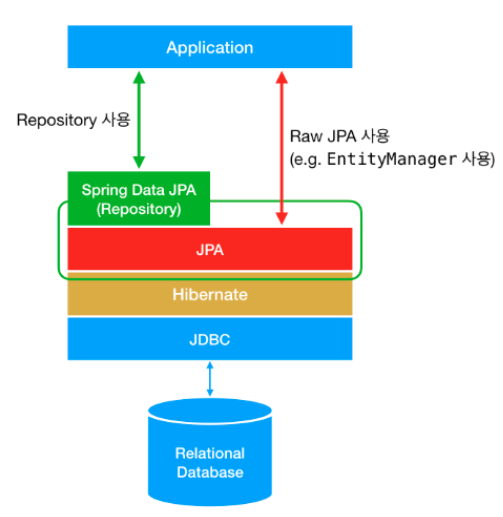 Application
Repository 사용
Raw JPA 사용
(e.g. EntityManager 사용)
Spring Data JPA
(Repository)
JPA
Hibernate
JDBC
Relational
Database